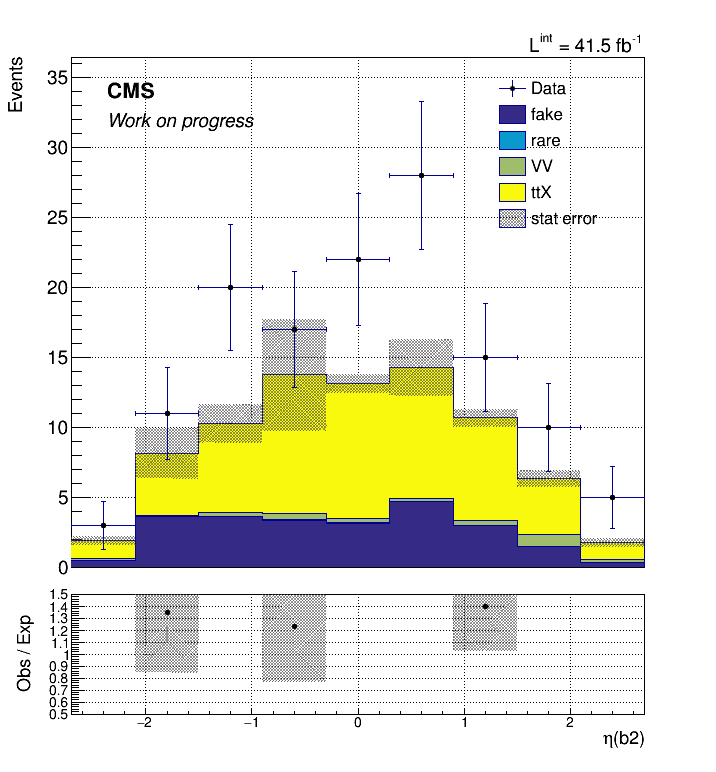 L^int = 41.5 fb^-1
Events
CMS
Work on progress
Data
fake
rare
VV
ttX
stat error
35
30
25
20
15
10
5
0
Obs / Exp
1.5
1.4
1.3
1.2
1.1
1
0.9
0.8
0.7
0.6
0.5
−2 −1 0 1 2
η(b2)